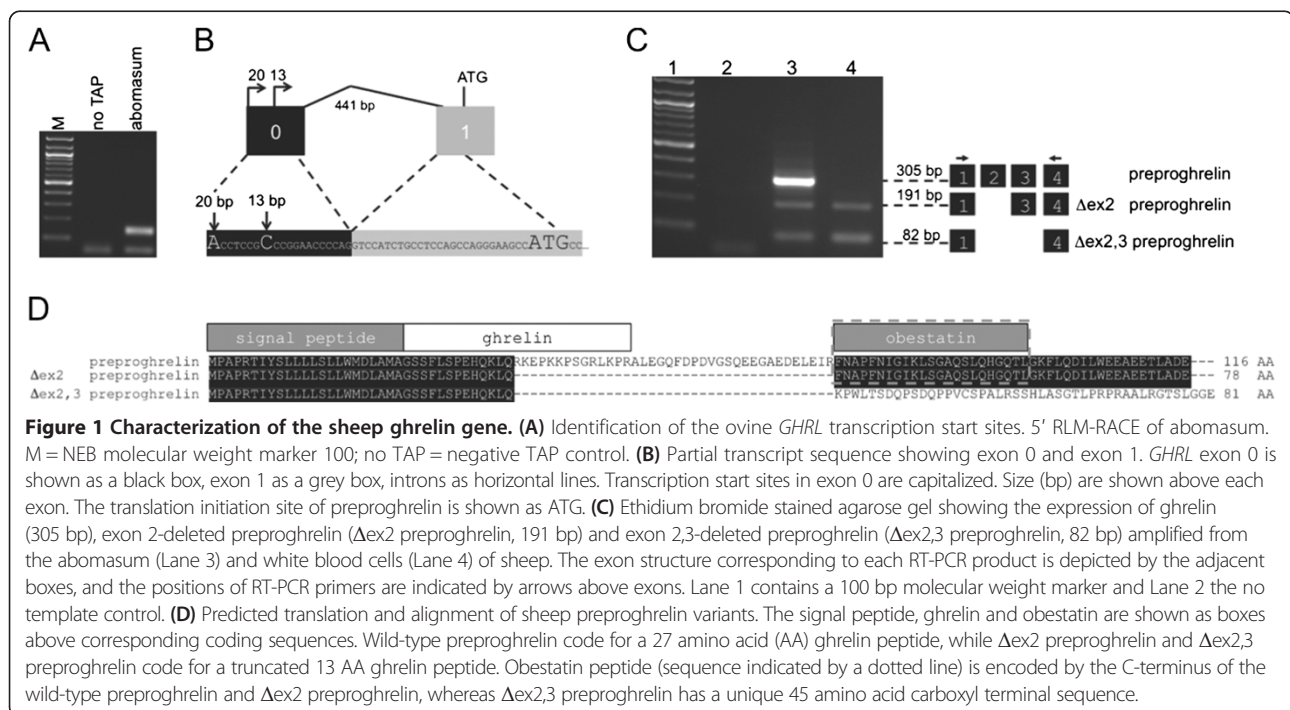 A
M
no TAP
abomasum
B
20 13
ATG
441 bp
0
1
20 bp
13 bp
ACCTCCGCCCGGAACCCCAGGTCCATCTGCCTCCAGCCAGGGAAGCCATGCC
C
1 2 3 4
305 bp 1 2 3 4 preproghrelin
191 bp 1 3 4 Δex2 preproghrelin
82 bp 1 4 Δex2,3 preproghrelin
D
signal peptide ghrelin obestatin
preproghrelin MPAPRTIYSLLLLSLLWMDLAMAGSSFLSPEHQKLQRKEPKKPSGRLKPRALEGQFDPDVGSQEEGAEDELEIRFNAPFNIGIKLSGAQSLQHGQTLGKFLQDILWEEAEETLADE--- 116 AA
Δex2 preproghrelin MPAPRTIYSLLLLSLLWMDLAMAGSSFLSPEHQKLQ--------------------------------------FNAPFNIGIKLSGAQSLQHGQTLGKFLQDILWEEAEETLADE--- 78 AA
Δex2,3 preproghrelin MPAPRTIYSLLLLSLLWMDLAMAGSSFLSPEHQKLQ--------------------------------------KPWLTSDQPSDQPPVCSPALRSSHLASGTLPRPRAALRGTSLGGE 81 AA
Figure 1 Characterization of the sheep ghrelin gene. (A) Identification of the ovine GHRL transcription start sites. 5′ RLM-RACE of abomasum.
M = NEB molecular weight marker 100; no TAP = negative TAP control. (B) Partial transcript sequence showing exon 0 and exon 1. GHRL exon 0 is
shown as a black box, exon 1 as a grey box, introns as horizontal lines. Transcription start sites in exon 0 are capitalized. Size (bp) are shown above each
exon. The translation initiation site of preproghrelin is shown as ATG. (C) Ethidium bromide stained agarose gel showing the expression of ghrelin
(305 bp), exon 2-deleted preproghrelin (Δex2 preproghrelin, 191 bp) and exon 2,3-deleted preproghrelin (Δex2,3 preproghrelin, 82 bp) amplified from
the abomasum (Lane 3) and white blood cells (Lane 4) of sheep. The exon structure corresponding to each RT-PCR product is depicted by the adjacent
boxes, and the positions of RT-PCR primers are indicated by arrows above exons. Lane 1 contains a 100 bp molecular weight marker and Lane 2 the no
template control. (D) Predicted translation and alignment of sheep preproghrelin variants. The signal peptide, ghrelin and obestatin are shown as boxes
above corresponding coding sequences. Wild-type preproghrelin code for a 27 amino acid (AA) ghrelin peptide, while Δex2 preproghrelin and Δex2,3
preproghrelin code for a truncated 13 AA ghrelin peptide. Obestatin peptide (sequence indicated by a dotted line) is encoded by the C-terminus of the
wild-type preproghrelin and Δex2 preproghrelin, whereas Δex2,3 preproghrelin has a unique 45 amino acid carboxyl terminal sequence.